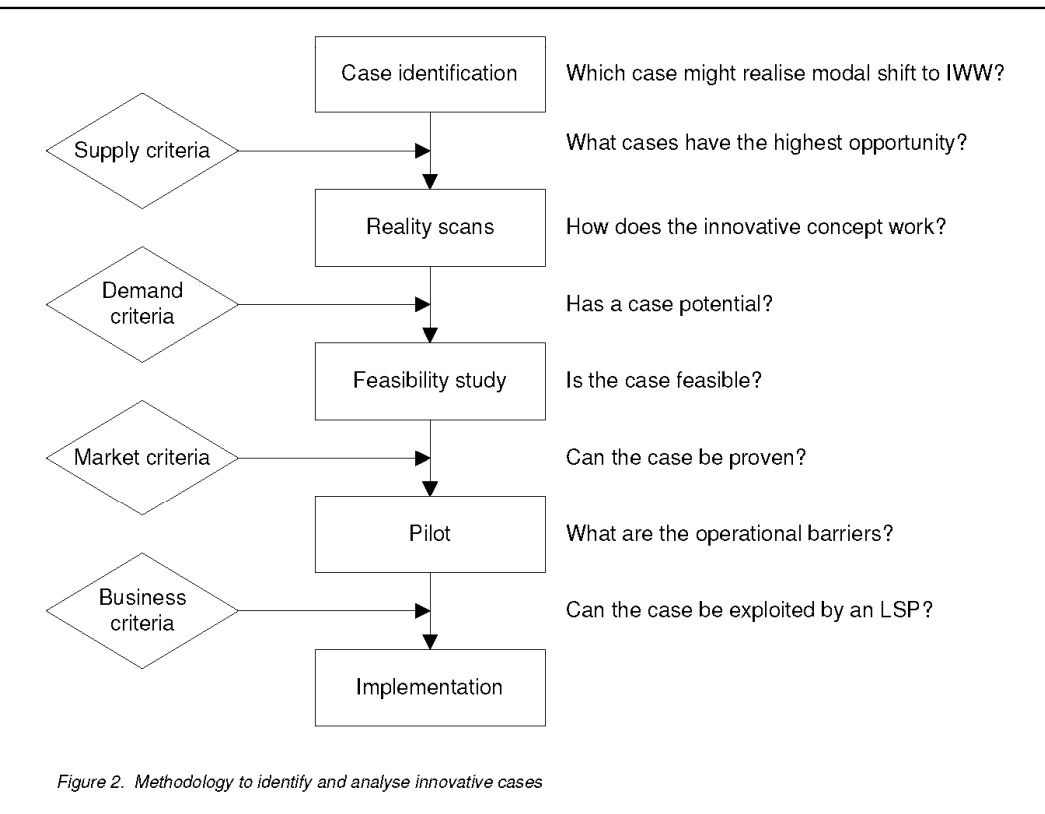 Case identification
Which case might realise modal shift to IWW?
Supply criteria
What cases have the highest opportunity?
Reality scans
How does the innovative concept work?
Demand
criteria
Has a case potential?
Feasibility study
Is the case feasible?
Market criteria
Can the case be proven?
Pilot
What are the operational barriers?
Business
criteria
Can the case be exploited by an LSP?
Implementation
Figure 2. Methodology to identify and analyse innovative cases